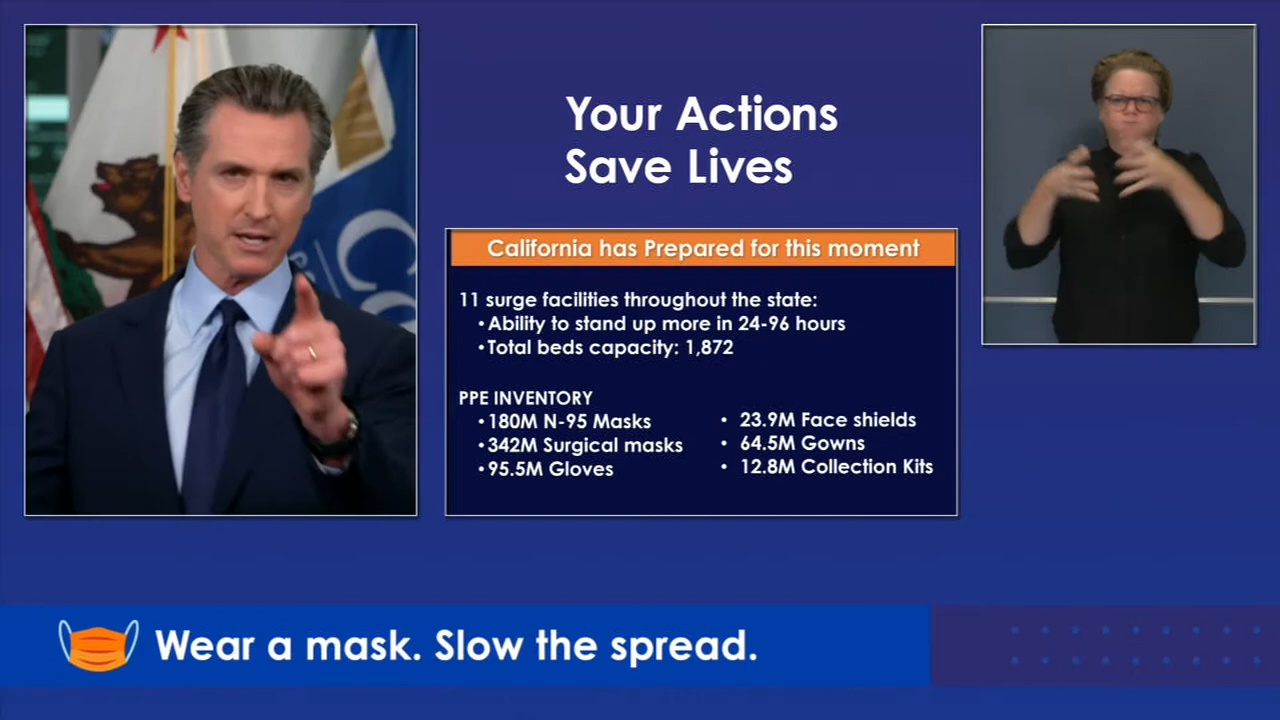 Your Actions
Save Lives
California has Prepared for this moment
11 surge facilities throughout the state:
•Ability to stand up more in 24-96 hours
•Total beds capacity: 1,872
PPE INVENTORY
•180M N-95 Masks
•342M Surgical masks
•95.5M Gloves
• 23.9M Face shields
• 64.5M Gowns
• 12.8M Collection Kits
Wear a mask. Slow the spread.